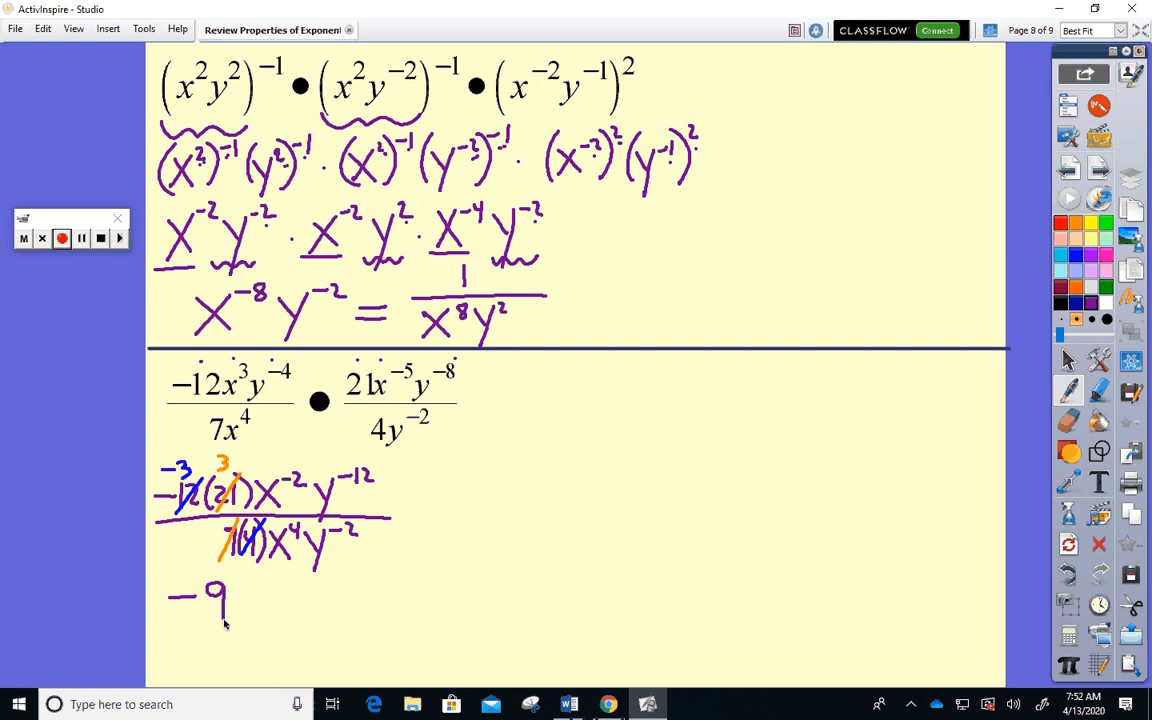 ActivInspire - Studio
File Edit View Insert Tools Help Review Properties of Exponent CLASSFLOW Connect Page 8 of 9 Best Fit
(x²y²)⁻¹ ● (x²y⁻²)⁻¹ ● (x⁻²y⁻¹)²
(x²)⁻¹(y²)⁻¹ · (x²)⁻¹(y⁻²)⁻¹ · (x⁻²)²(y⁻¹)²
M
x⁻²y⁻² · x⁻²y² · x⁻⁴y⁻²
x⁻⁸y⁻² = 1/x⁸y²
−12x³y⁻⁴/7x⁴ ● 21x⁻⁵y⁻⁸/4y⁻²
−3 3
−12(21)x⁻²y⁻¹²
7(4)x⁴y⁻²
−9
Type here to search
7:52 AM
4/13/2020